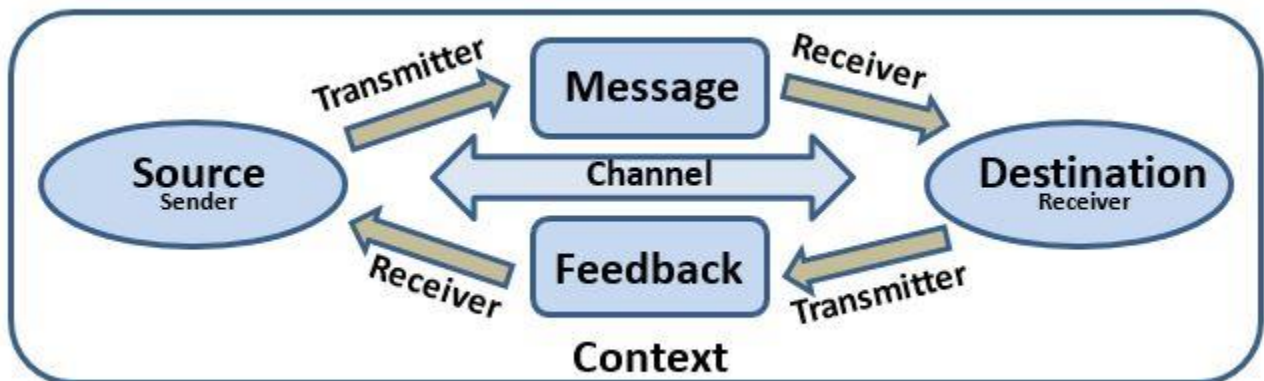 Transmitter
Message
Receiver
Source
Sender
Channel
Destination
Receiver
Receiver
Feedback
Transmitter
Context